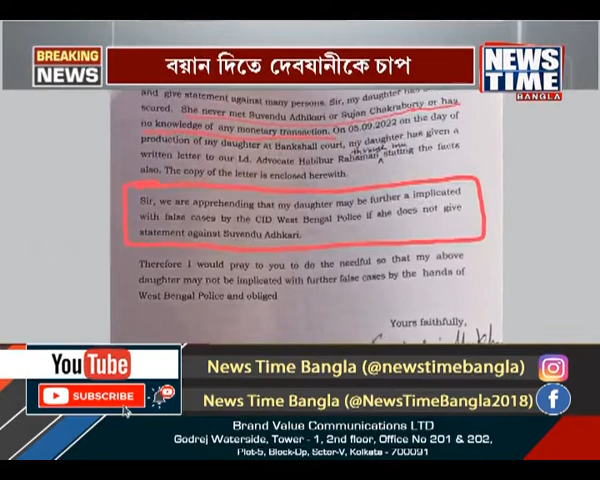 BREAKING
NEWS
বয়ান দিতে দেবযানীকে চাপ
NEWS
TIME
BANGLA
and give statement against many persons. Sir, my daughter has
scared. She never met Suvendu Adhikari or Sujan Chakraborty or has
no knowledge of any monetary transaction. On 05.09.2022 on the day of
production of my daughter at Bankshall court, my daughter has given a
through me
written letter to our Ld. Advocate Habibur Rahaman stating the facts
also. The copy of the letter is enclosed herewith.
Sir, we are apprehending that my daughter may be further a implicated
with false cases by the CID West Bengal Police if she does not give
statement against Suvendu Adhkari.
Therefore I would pray to you to do the needful so that my above
daughter may not be implicated with further false cases by the hands of
West Bengal Police and obliged
Yours faithfully,
YouTube
SUBSCRIBE
News Time Bangla (@newstimebangla)
News Time Bangla (@NewsTimeBangla2018)
Brand Value Communications LTD
Godrej Waterside, Tower - 1, 2nd floor, Office No 201 & 202,
Plot-5, Block-Dp, Sctor-V, Kolkata - 700091